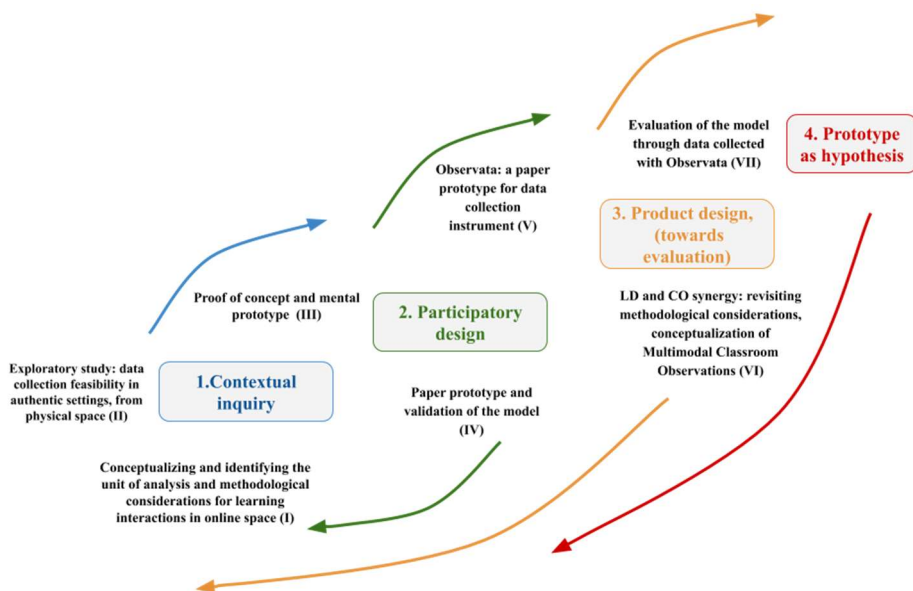 Exploratory study: data
collection feasibility in
authentic settings, from
physical space (II)
1.Contextual
inquiry
Conceptualizing and identifying the
unit of analysis and methodological
considerations for learning
interactions in online space (I)
Proof of concept and mental
prototype (III)
2. Participatory
design
Paper prototype and
validation of the model
(IV)
Observata: a paper
prototype for data
collection
instrument (V)
3. Product design,
(towards
evaluation)
LD and CO synergy: revisiting
methodological considerations,
conceptualization of
Multimodal Classroom
Observations (VI)
Evaluation of the model
through data collected
with Observata (VII)
4. Prototype
as hypothesis